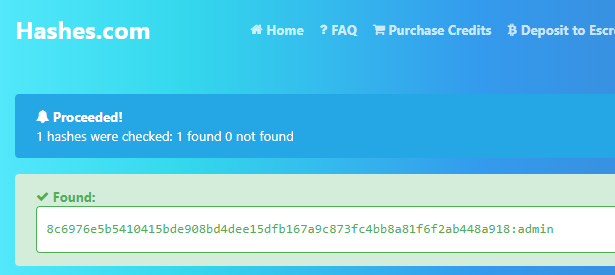 Hashes.com
Home ? FAQ Purchase Credits Deposit to Escr
Proceeded!
1 hashes were checked: 1 found 0 not found
Found:
8c6976e5b5410415bde908bd4dee15dfb167a9c873fc4bb8a81f6f2ab448a918:admin